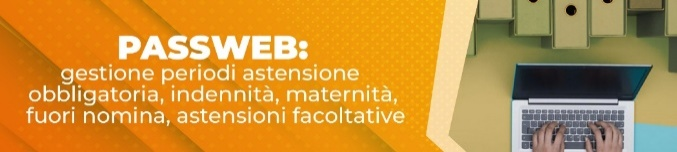 PASSWEB:
gestione periodi astensione
obbligatoria, indennità, maternità,
fuori nomina, astensioni facoltative